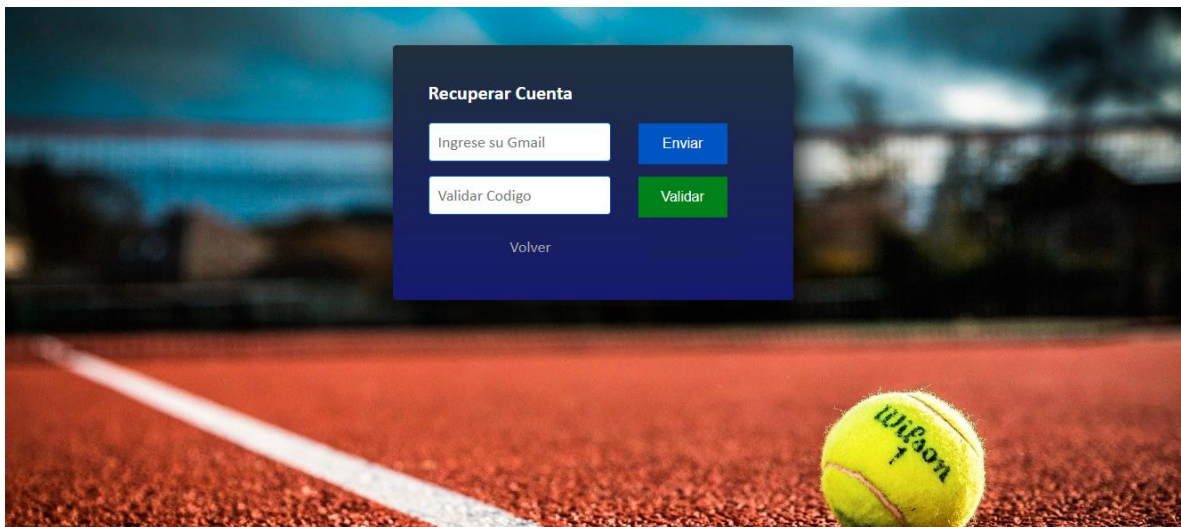 Recuperar Cuenta
Ingrese su Gmail
Enviar
Validar Codigo
Validar
Volver
Wilson
1